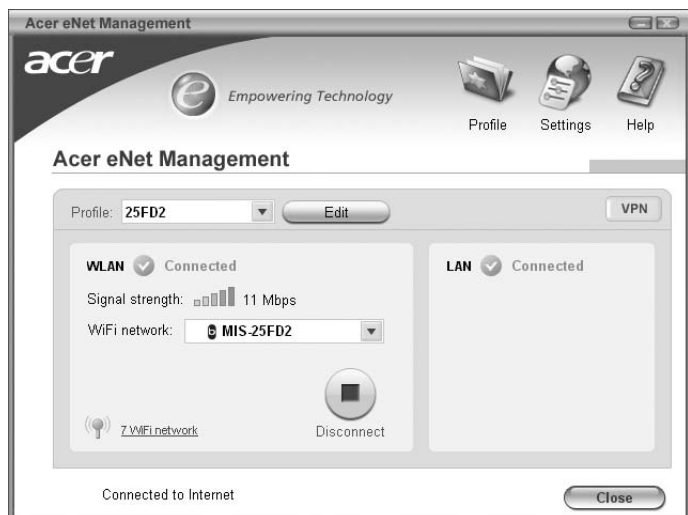 Acer eNet Management
acer
e Empowering Technology
Profile Settings Help
Acer eNet Management
Profile: 25FD2 Edit VPN
WLAN Connected
Signal strength: 11 Mbps
WiFi network: b MIS-25FD2
7 WiFi network
Disconnect
LAN Connected
Connected to Internet
Close